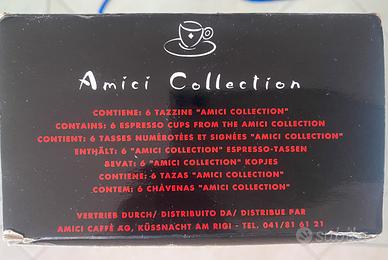 Amici Collection
CONTIENE: 6 TAZZINE "AMICI COLLECTION"
CONTAINS: 6 ESPRESSO CUPS FROM THE AMICI COLLECTION
CONTIENT: 6 TASSES NUMÉROTÉES ET SIGNÉES "AMICI COLLECTION"
ENTHÄLT: 6 "AMICI COLLECTION" ESPRESSO-TASSEN
BEVAT: 6 "AMICI COLLECTION" KOPJES
CONTIENE: 6 TAZAS "AMICI COLLECTION"
CONTEM: 6 CHÁVENAS "AMICI COLLECTION"
VERTRIEB DURCH/ DISTRIBUITO DA/ DISTRIBUE PAR
AMICI CAFFÈ AG, KÜSSNACHT AM RIGI - TEL. 041/81 61 21
subito